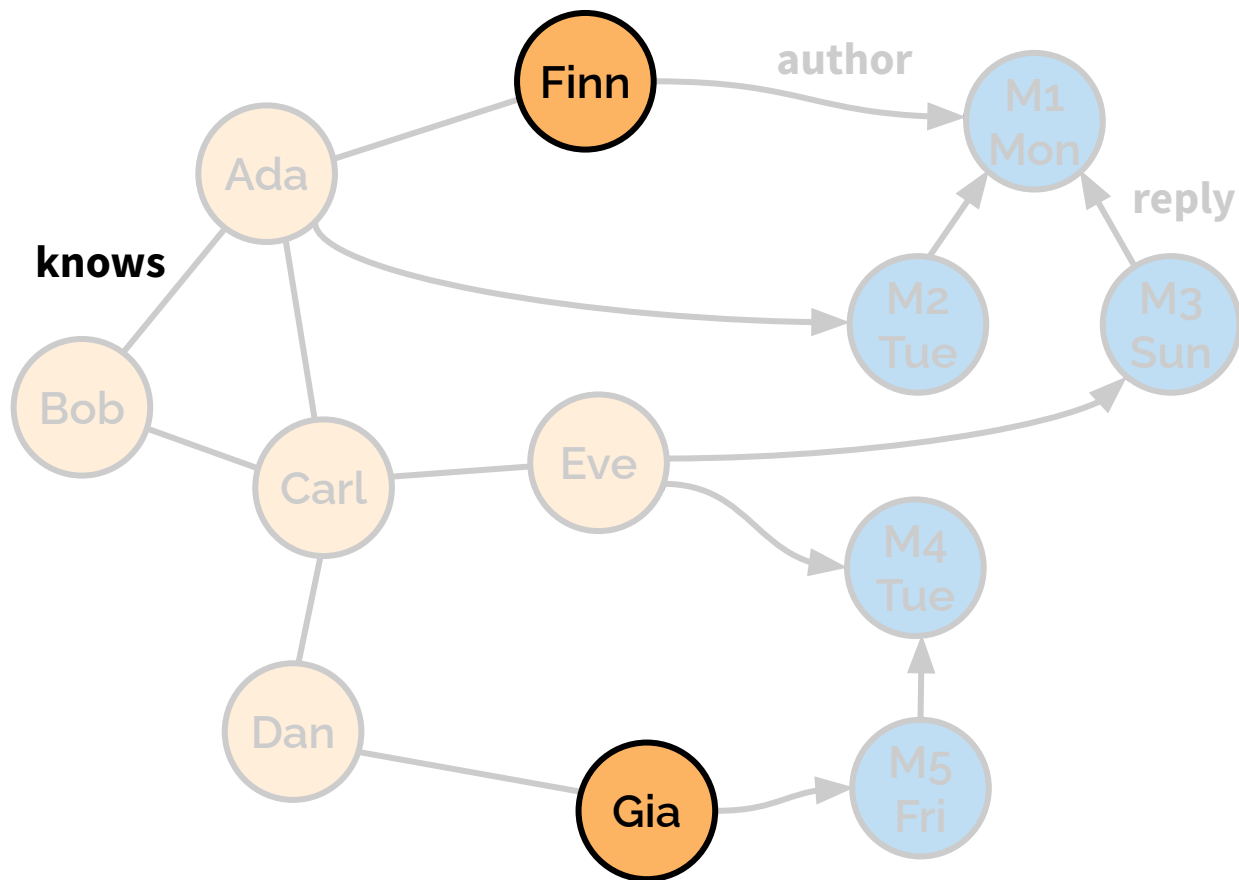 Finn
author
M1
Mon
Ada
reply
knows
M2
Tue
M3
Sun
Bob
Eve
Carl
M4
Tue
Dan
M5
Fri
Gia